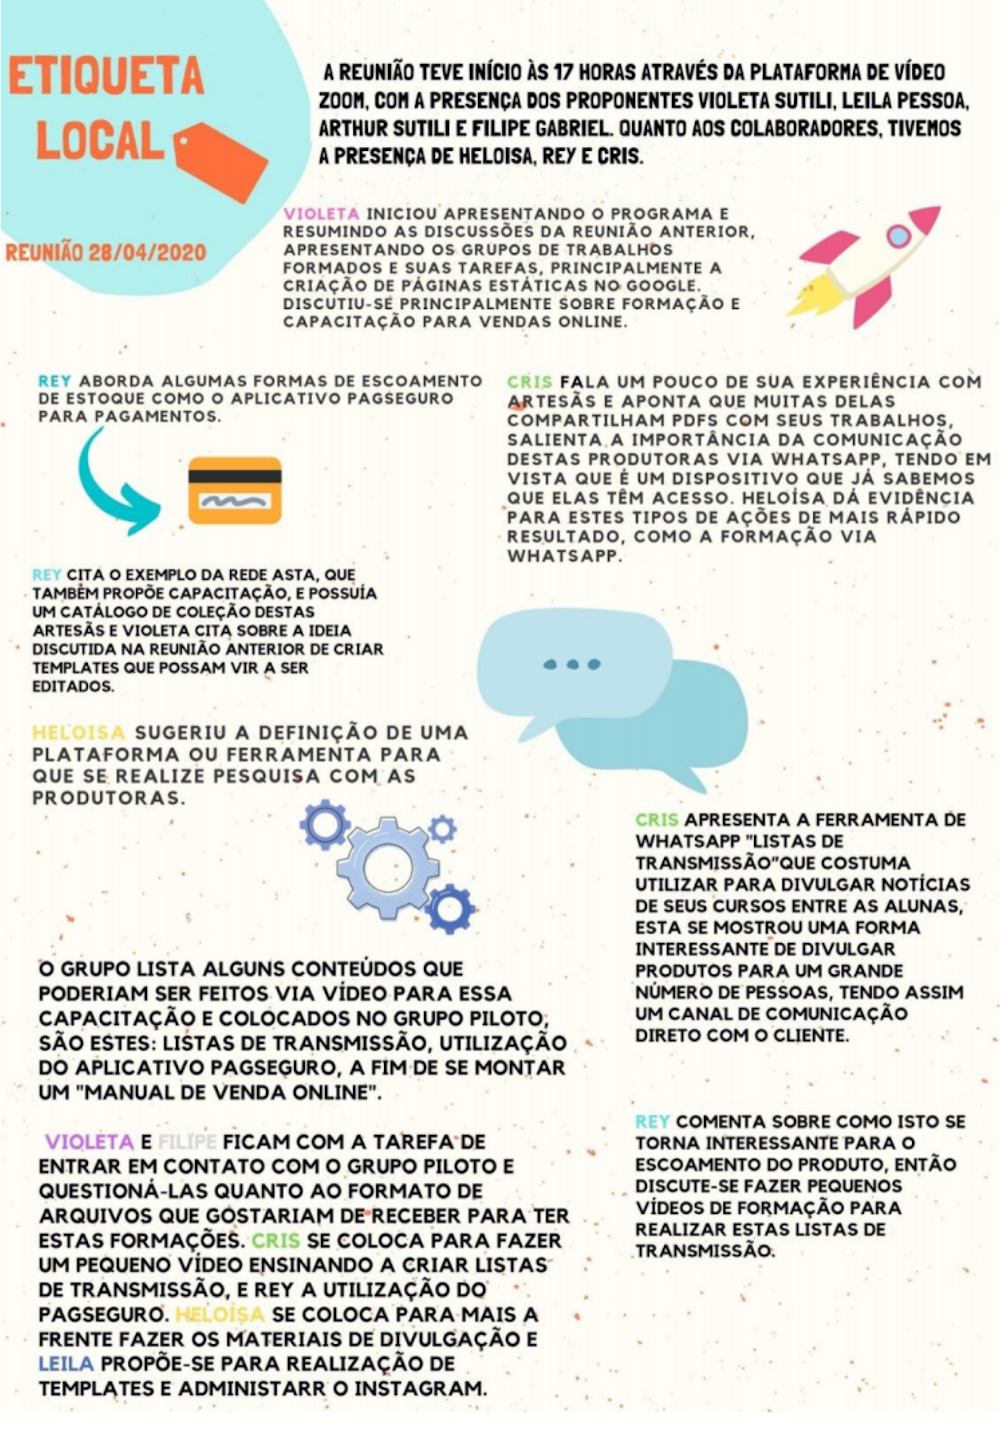 ETIQUETA
LOCAL
REUNIÃO 28/04/2020
A REUNIÃO TEVE INÍCIO ÀS 17 HORAS ATRAVÉS DA PLATAFORMA DE VÍDEO
ZOOM, COM A PRESENÇA DOS PROPONENTES VIOLETA SUTILI, LEILA PESSOA,
ARTHUR SUTILI E FILIPE GABRIEL. QUANTO AOS COLABORADORES, TIVEMOS
A PRESENÇA DE HELOISA, REY E CRIS.
VIOLETA INICIOU APRESENTANDO O PROGRAMA E
RESUMINDO AS DISCUSSÕES DA REUNIÃO ANTERIOR,
APRESENTANDO OS GRUPOS DE TRABALHOS
FORMADOS E SUAS TAREFAS, PRINCIPALMENTE A
CRIAÇÃO DE PÁGINAS ESTÁTICAS NO GOOGLE.
DISCUTIU-SE PRINCIPALMENTE SOBRE FORMAÇÃO E
CAPACITAÇÃO PARA VENDAS ONLINE.
REY ABORDA ALGUMAS FORMAS DE ESCOAMENTO
DE ESTOQUE COMO O APLICATIVO PAGSEGURO
PARA PAGAMENTOS.
CRIS FALA UM POUCO DE SUA EXPERIÊNCIA COM
ARTESÃS E APONTA QUE MUITAS DELAS
COMPARTILHAM PDFS COM SEUS TRABALHOS,
SALIENTA A IMPORTÂNCIA DA COMUNICAÇÃO
DESTAS PRODUTORAS VIA WHATSAPP, TENDO EM
VISTA QUE É UM DISPOSITIVO QUE JÁ SABEMOS
QUE ELAS TÊM ACESSO. HELOÍSA DÁ EVIDÊNCIA
PARA ESTES TIPOS DE AÇÕES DE MAIS RÁPIDO
RESULTADO, COMO A FORMAÇÃO VIA
WHATSAPP.
REY CITA O EXEMPLO DA REDE ASTA, QUE
TAMBÉM PROPÕE CAPACITAÇÃO, E POSSUÍA
UM CATÁLOGO DE COLEÇÃO DESTAS
ARTESÃS E VIOLETA CITA SOBRE A IDEIA
DISCUTIDA NA REUNIÃO ANTERIOR DE CRIAR
TEMPLATES QUE POSSAM VIR A SER
EDITADOS.
HELOISA SUGERIU A DEFINIÇÃO DE UMA
PLATAFORMA OU FERRAMENTA PARA
QUE SE REALIZE PESQUISA COM AS
PRODUTORAS.
CRIS APRESENTA A FERRAMENTA DE
WHATSAPP "LISTAS DE
TRANSMISSÃO"QUE COSTUMA
UTILIZAR PARA DIVULGAR NOTÍCIAS
DE SEUS CURSOS ENTRE AS ALUNAS,
ESTA SE MOSTROU UMA FORMA
INTERESSANTE DE DIVULGAR
PRODUTOS PARA UM GRANDE
NÚMERO DE PESSOAS, TENDO ASSIM
UM CANAL DE COMUNICAÇÃO
DIRETO COM O CLIENTE.
O GRUPO LISTA ALGUNS CONTEÚDOS QUE
PODERIAM SER FEITOS VIA VÍDEO PARA ESSA
CAPACITAÇÃO E COLOCADOS NO GRUPO PILOTO,
SÃO ESTES: LISTAS DE TRANSMISSÃO, UTILIZAÇÃO
DO APLICATIVO PAGSEGURO, A FIM DE SE MONTAR
UM "MANUAL DE VENDA ONLINE".
REY COMENTA SOBRE COMO ISTO SE
TORNA INTERESSANTE PARA O
ESCOAMENTO DO PRODUTO, ENTÃO
DISCUTE-SE FAZER PEQUENOS
VÍDEOS DE FORMAÇÃO PARA
REALIZAR ESTAS LISTAS DE
TRANSMISSÃO.
VIOLETA E FILIPE FICAM COM A TAREFA DE
ENTRAR EM CONTATO COM O GRUPO PILOTO E
QUESTIONÁ-LAS QUANTO AO FORMATO DE
ARQUIVOS QUE GOSTARIAM DE RECEBER PARA TER
ESTAS FORMAÇÕES. CRIS SE COLOCA PARA FAZER
UM PEQUENO VÍDEO ENSINANDO A CRIAR LISTAS
DE TRANSMISSÃO, E REY A UTILIZAÇÃO DO
PAGSEGURO. HELOÍSA SE COLOCA PARA MAIS A
FRENTE FAZER OS MATERIAIS DE DIVULGAÇÃO E
LEILA PROPÕE-SE PARA REALIZAÇÃO DE
TEMPLATES E ADMINISTARR O INSTAGRAM.